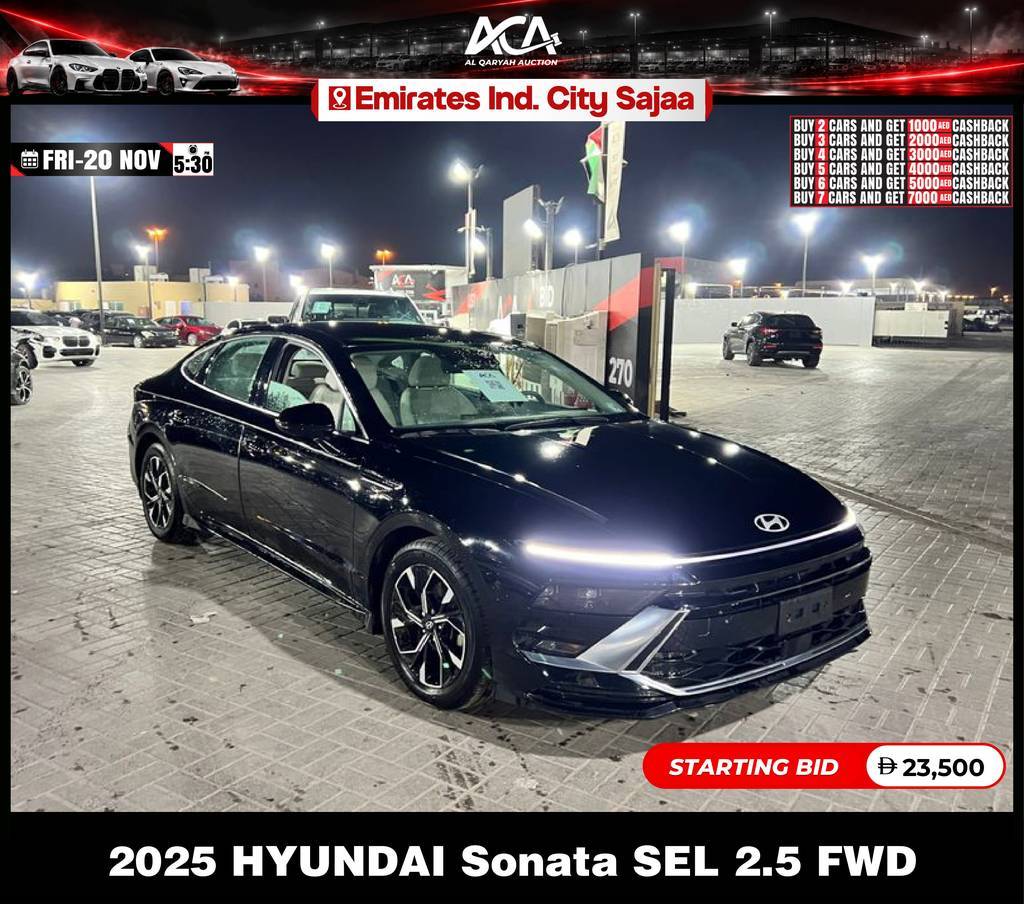 ACA
AL QARYAH AUCTION
Emirates Ind. City Sajaa
FRI-20 NOV 5:30
BUY 2 CARS AND GET 1000 AED CASHBACK
BUY 3 CARS AND GET 2000 AED CASHBACK
BUY 4 CARS AND GET 3000 AED CASHBACK
BUY 5 CARS AND GET 4000 AED CASHBACK
BUY 6 CARS AND GET 5000 AED CASHBACK
BUY 7 CARS AND GET 7000 AED CASHBACK
ACA
270
ACA
STARTING BID 23,500
2025 HYUNDAI Sonata SEL 2.5 FWD